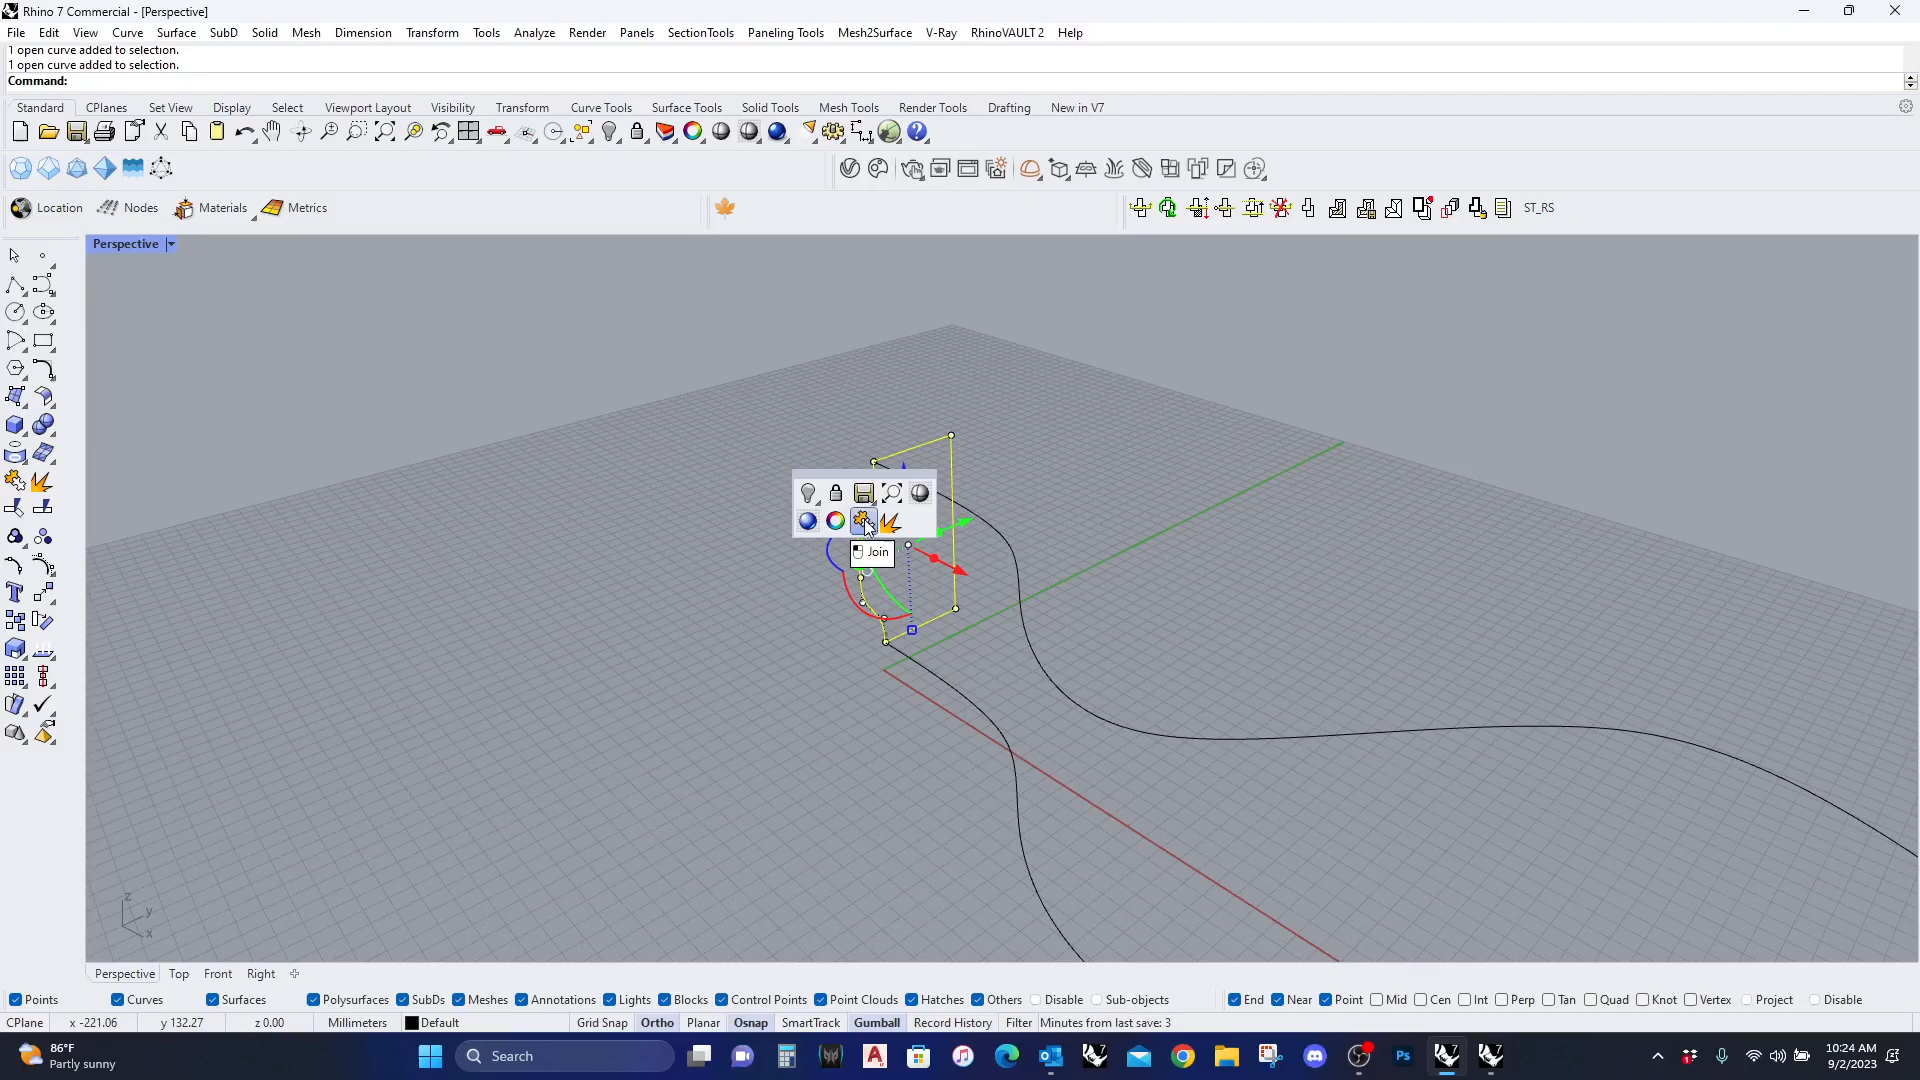 Rhino 7 Commercial - [Perspective]
File Edit View Curve Surface SubD Solid Mesh Dimension Transform Tools Analyze Render Panels SectionTools Paneling Tools Mesh2Surface V-Ray RhinoVAULT 2 Help
1 open curve added to selection.
1 open curve added to selection.
Command:
Standard CPlanes Set View Display Select Viewport Layout Visibility Transform Curve Tools Surface Tools Solid Tools Mesh Tools Render Tools Drafting New in V7
Location Nodes Materials Metrics ST_RS
Perspective
Join
z
y
x
Perspective Top Front Right
Points Curves Surfaces Polysurfaces SubDs Meshes Annotations Lights Blocks Control Points Point Clouds Hatches Others Disable Sub-objects End Near Point Mid Cen Int Perp Tan Quad Knot Vertex Project Disable
CPlane x -221.06 y 132.27 z 0.00 Millimeters Default Grid Snap Ortho Planar Osnap SmartTrack Gumball Record History Filter Minutes from last save: 3
86°F
Partly sunny
Search
10:24 AM
9/2/2023